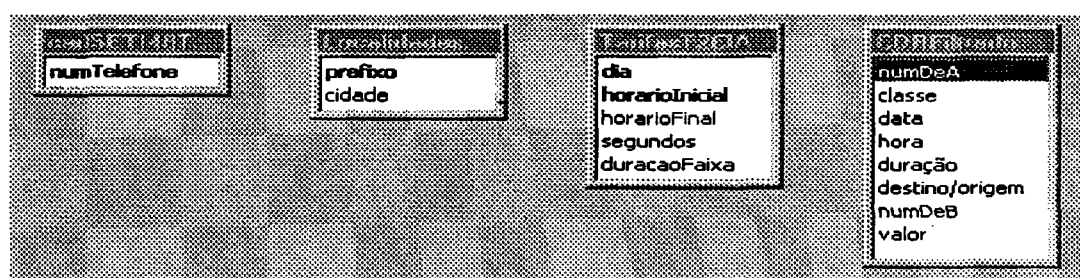 numTelefone
prefixo
cidade
dia
horarioInicial
horarioFinal
segundos
duracaoFaixa
numDeA
classe
data
hora
duração
destino/origem
numDeB
valor